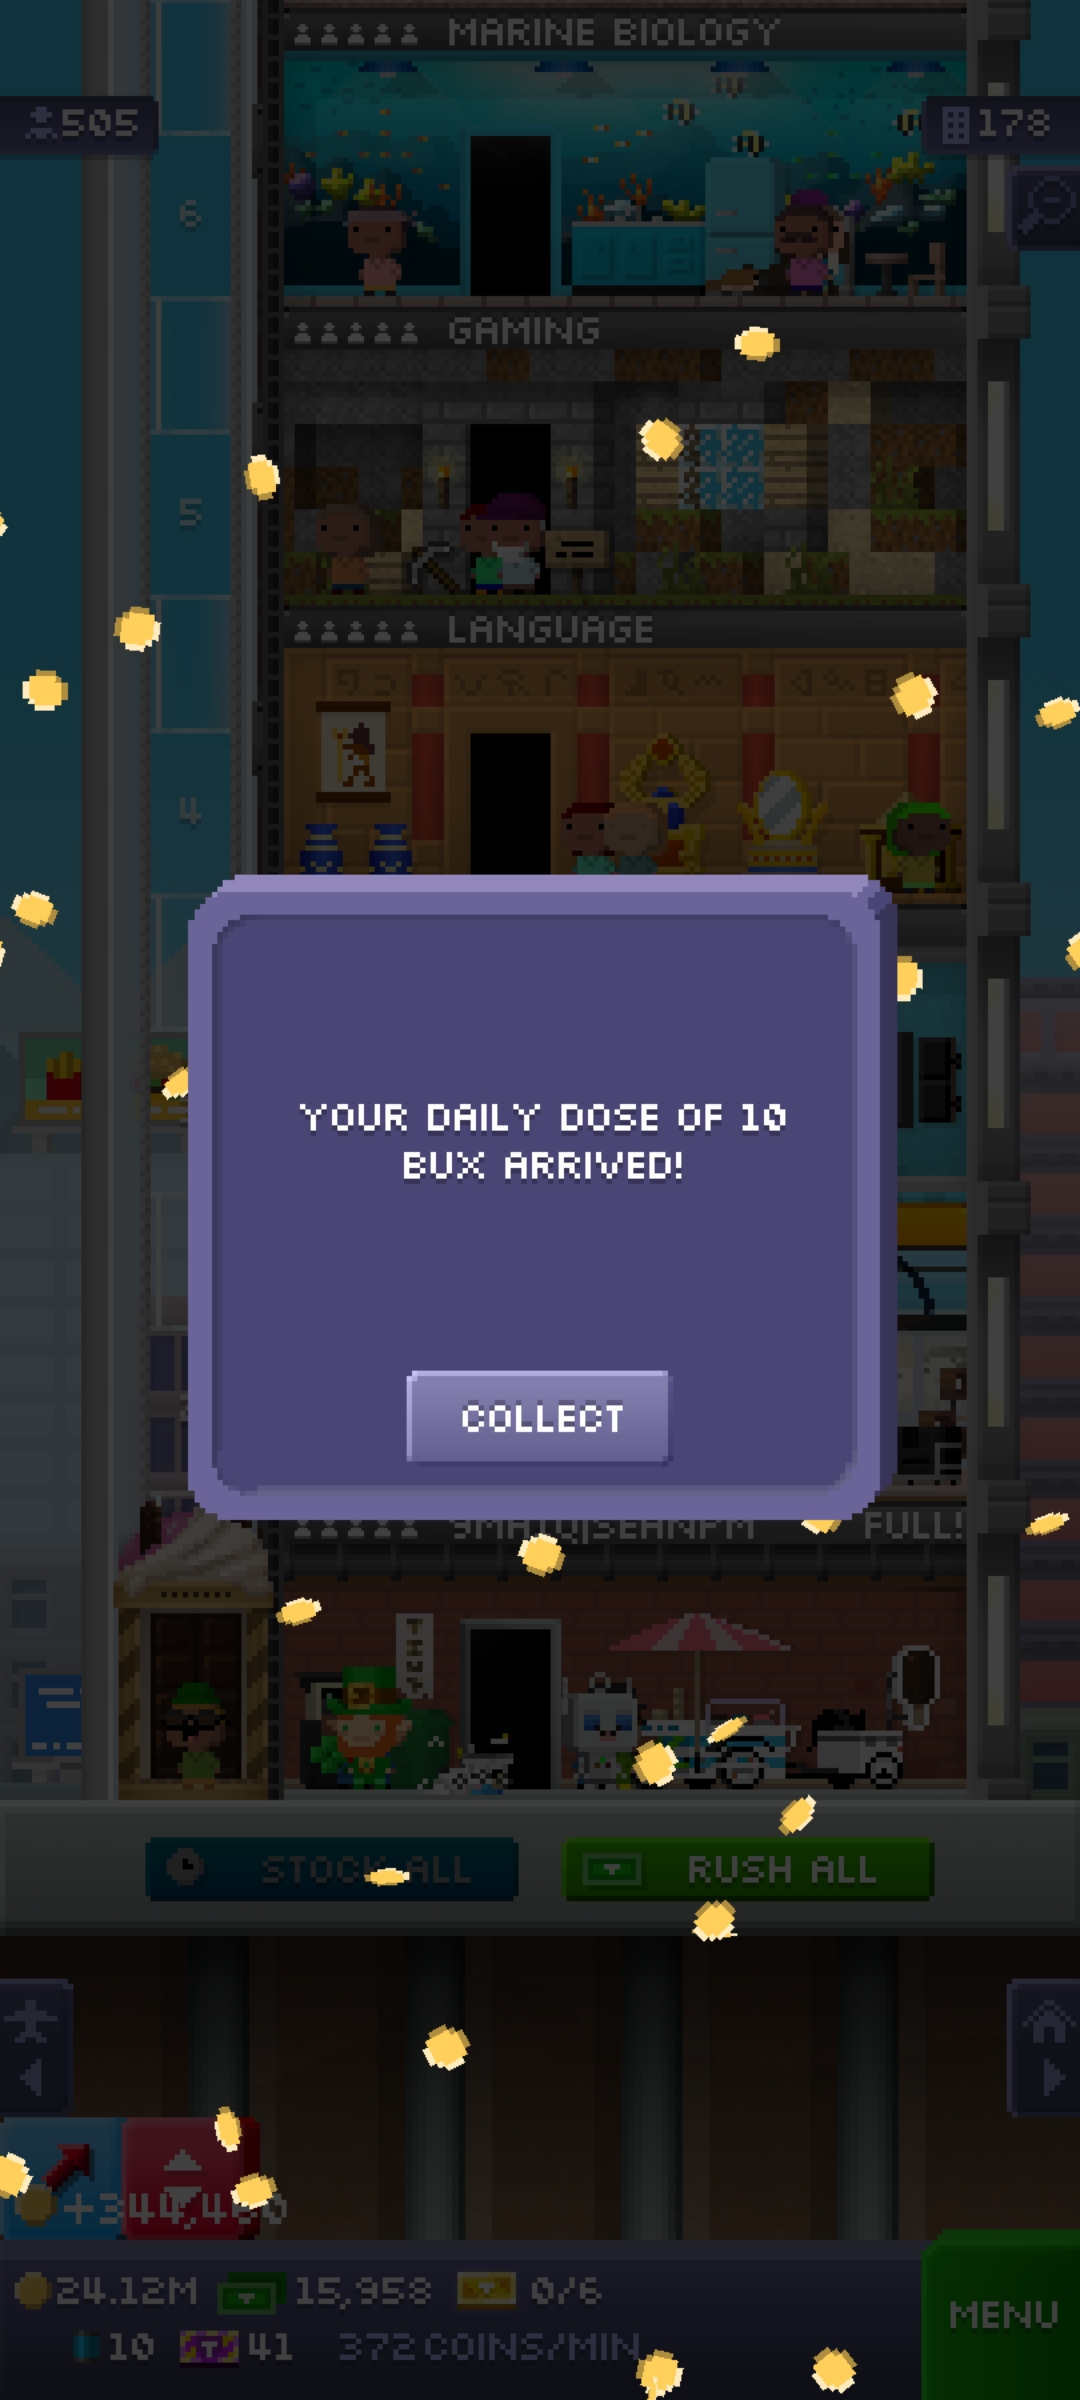 MARINE BIOLOGY
505
178
6
GAMING
5
LANGUAGE
4
YOUR DAILY DOSE OF 10
BUX ARRIVED!
COLLECT
FULL!
STOCK ALL
RUSH ALL
24.12M
15,958
0/6
MENU
10
41
372 COINS/MIN